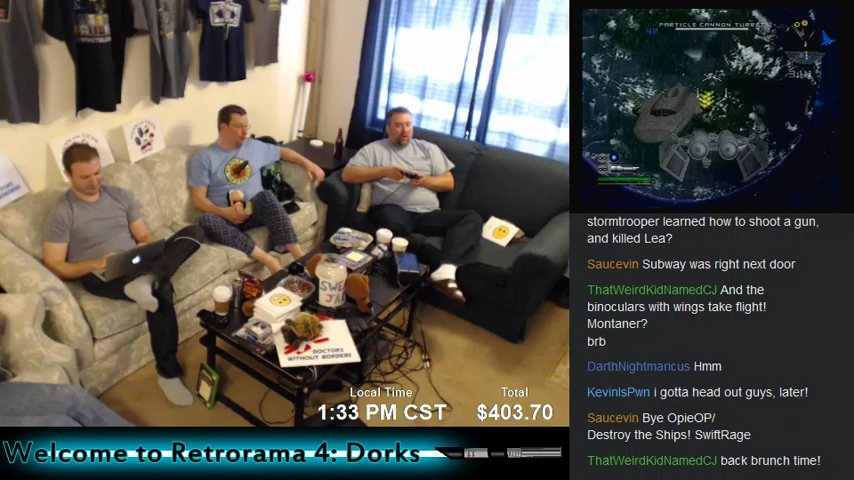 PARTICLE CANNON TURRET
stormtrooper learned how to shoot a gun,
and killed Lea?
Saucevin Subway was right next door
ThatWeirdKidNamedCJ And the
binoculars with wings take flight!
Montaner?
brb
DarthNightmaricus Hmm
KevinIsPwn i gotta head out guys, later!
Saucevin Bye OpieOP/
Destroy the Ships! SwiftRage
ThatWeirdKidNamedCJ back brunch time!
SWEAR
JAR
DOCTORS
WITHOUT BORDERS
Local Time
1:33 PM CST
Total
$403.70
Welcome to Retrorama 4: Dorks